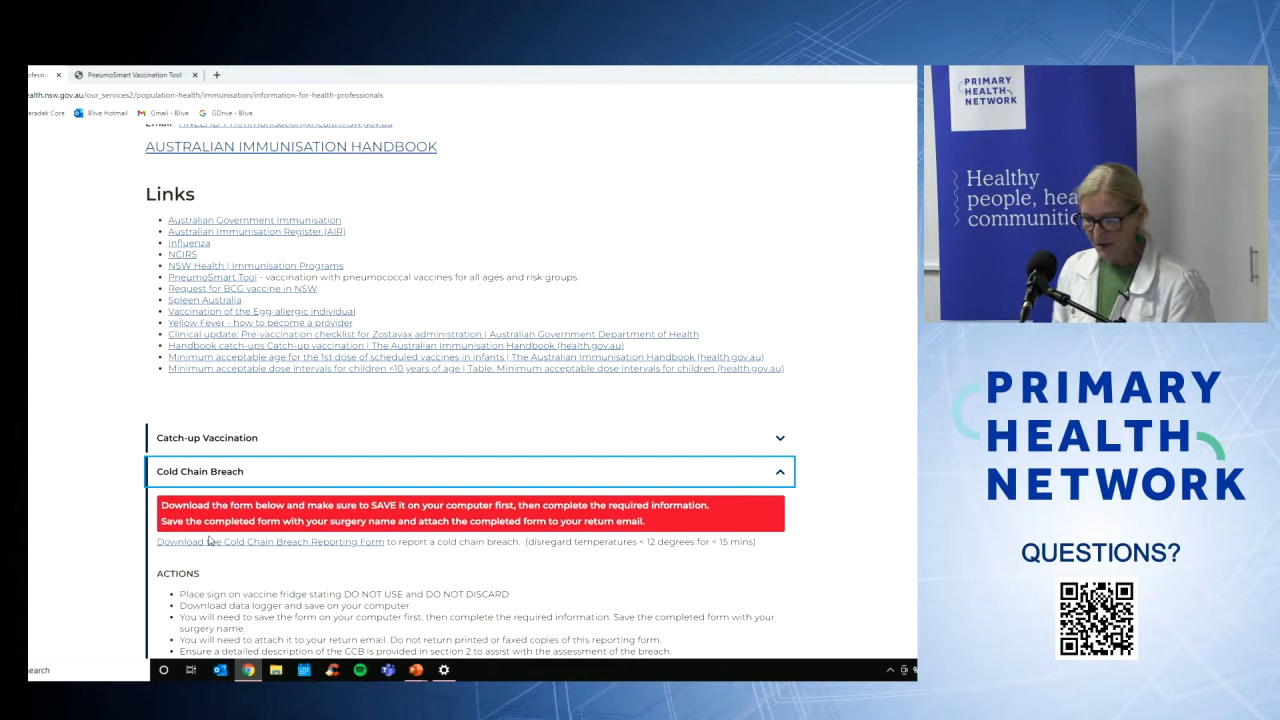 PneumoSmart Vaccination Tool
ealth.nsw.gov.au/our_services2/population-health/immunisation/information-for-health-professionals
eradek Core Blive Hotmail Gmail - Blive GDrive - Blive
AUSTRALIAN IMMUNISATION HANDBOOK
Links
Australian Government Immunisation
Australian Immunisation Register (AIR)
Influenza
NCIRS
NSW Health | Immunisation Programs
PneumoSmart Tool - vaccination with pneumococcal vaccines for all ages and risk groups.
Request for BCG vaccine in NSW
Spleen Australia
Vaccination of the Egg-allergic individual
Yellow Fever - how to become a provider
Clinical update: Pre-vaccination checklist for Zostavax administration | Australian Government Department of Health
Handbook catch-ups Catch-up vaccination | The Australian Immunisation Handbook (health.gov.au)
Minimum acceptable age for the 1st dose of scheduled vaccines in infants | The Australian Immunisation Handbook (health.gov.au)
Minimum acceptable dose intervals for children <10 years of age | Table. Minimum acceptable dose intervals for children (health.gov.au)
Catch-up Vaccination
Cold Chain Breach
Download the form below and make sure to SAVE it on your computer first, then complete the required information.
Save the completed form with your surgery name and attach the completed form to your return email.
Download the Cold Chain Breach Reporting Form to report a cold chain breach. (disregard temperatures < 12 degrees for < 15 mins)
ACTIONS
Place sign on vaccine fridge stating DO NOT USE and DO NOT DISCARD
Download data logger and save on your computer
You will need to save the form on your computer first, then complete the required information. Save the completed form with your
surgery name.
You will need to attach it to your return email. Do not return printed or faxed copies of this reporting form.
Ensure a detailed description of the CCB is provided in section 2 to assist with the assessment of the breach.
earch
PRIMARY
HEALTH
NETWORK
Healthy
people, hea
communitie
PRIMARY
HEALTH
NETWORK
QUESTIONS?